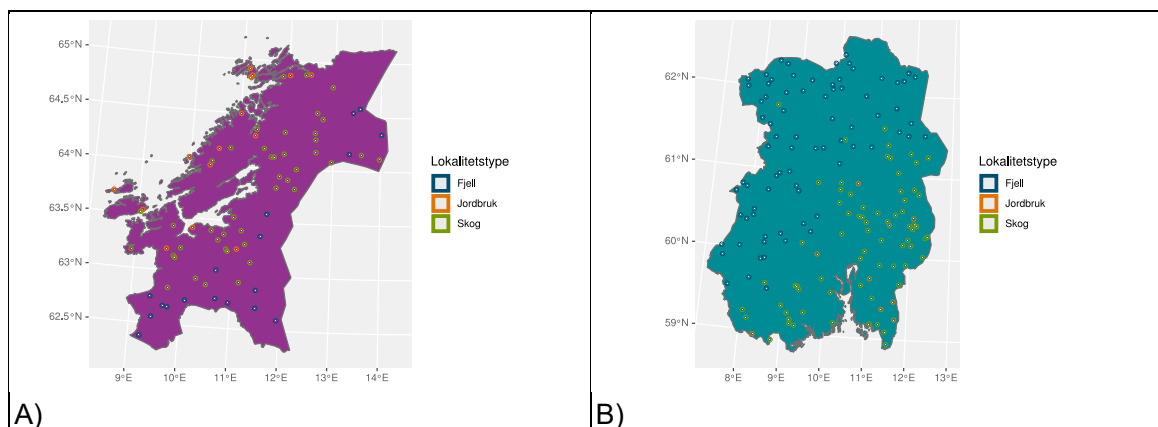 65°N
64,5°N
64°N
63.5°N
63°N
62.5°N
9°E 10°E 11°E 12°E 13°E 14°E
Lokalitetstype
Fjell
Jordbruk
Skog
A)
62°N
61°N
60°N
59°N
8°E 9°E 10°E 11°E 12°E 13°E
Lokalitetstype
Fjell
Jordbruk
Skog
B)